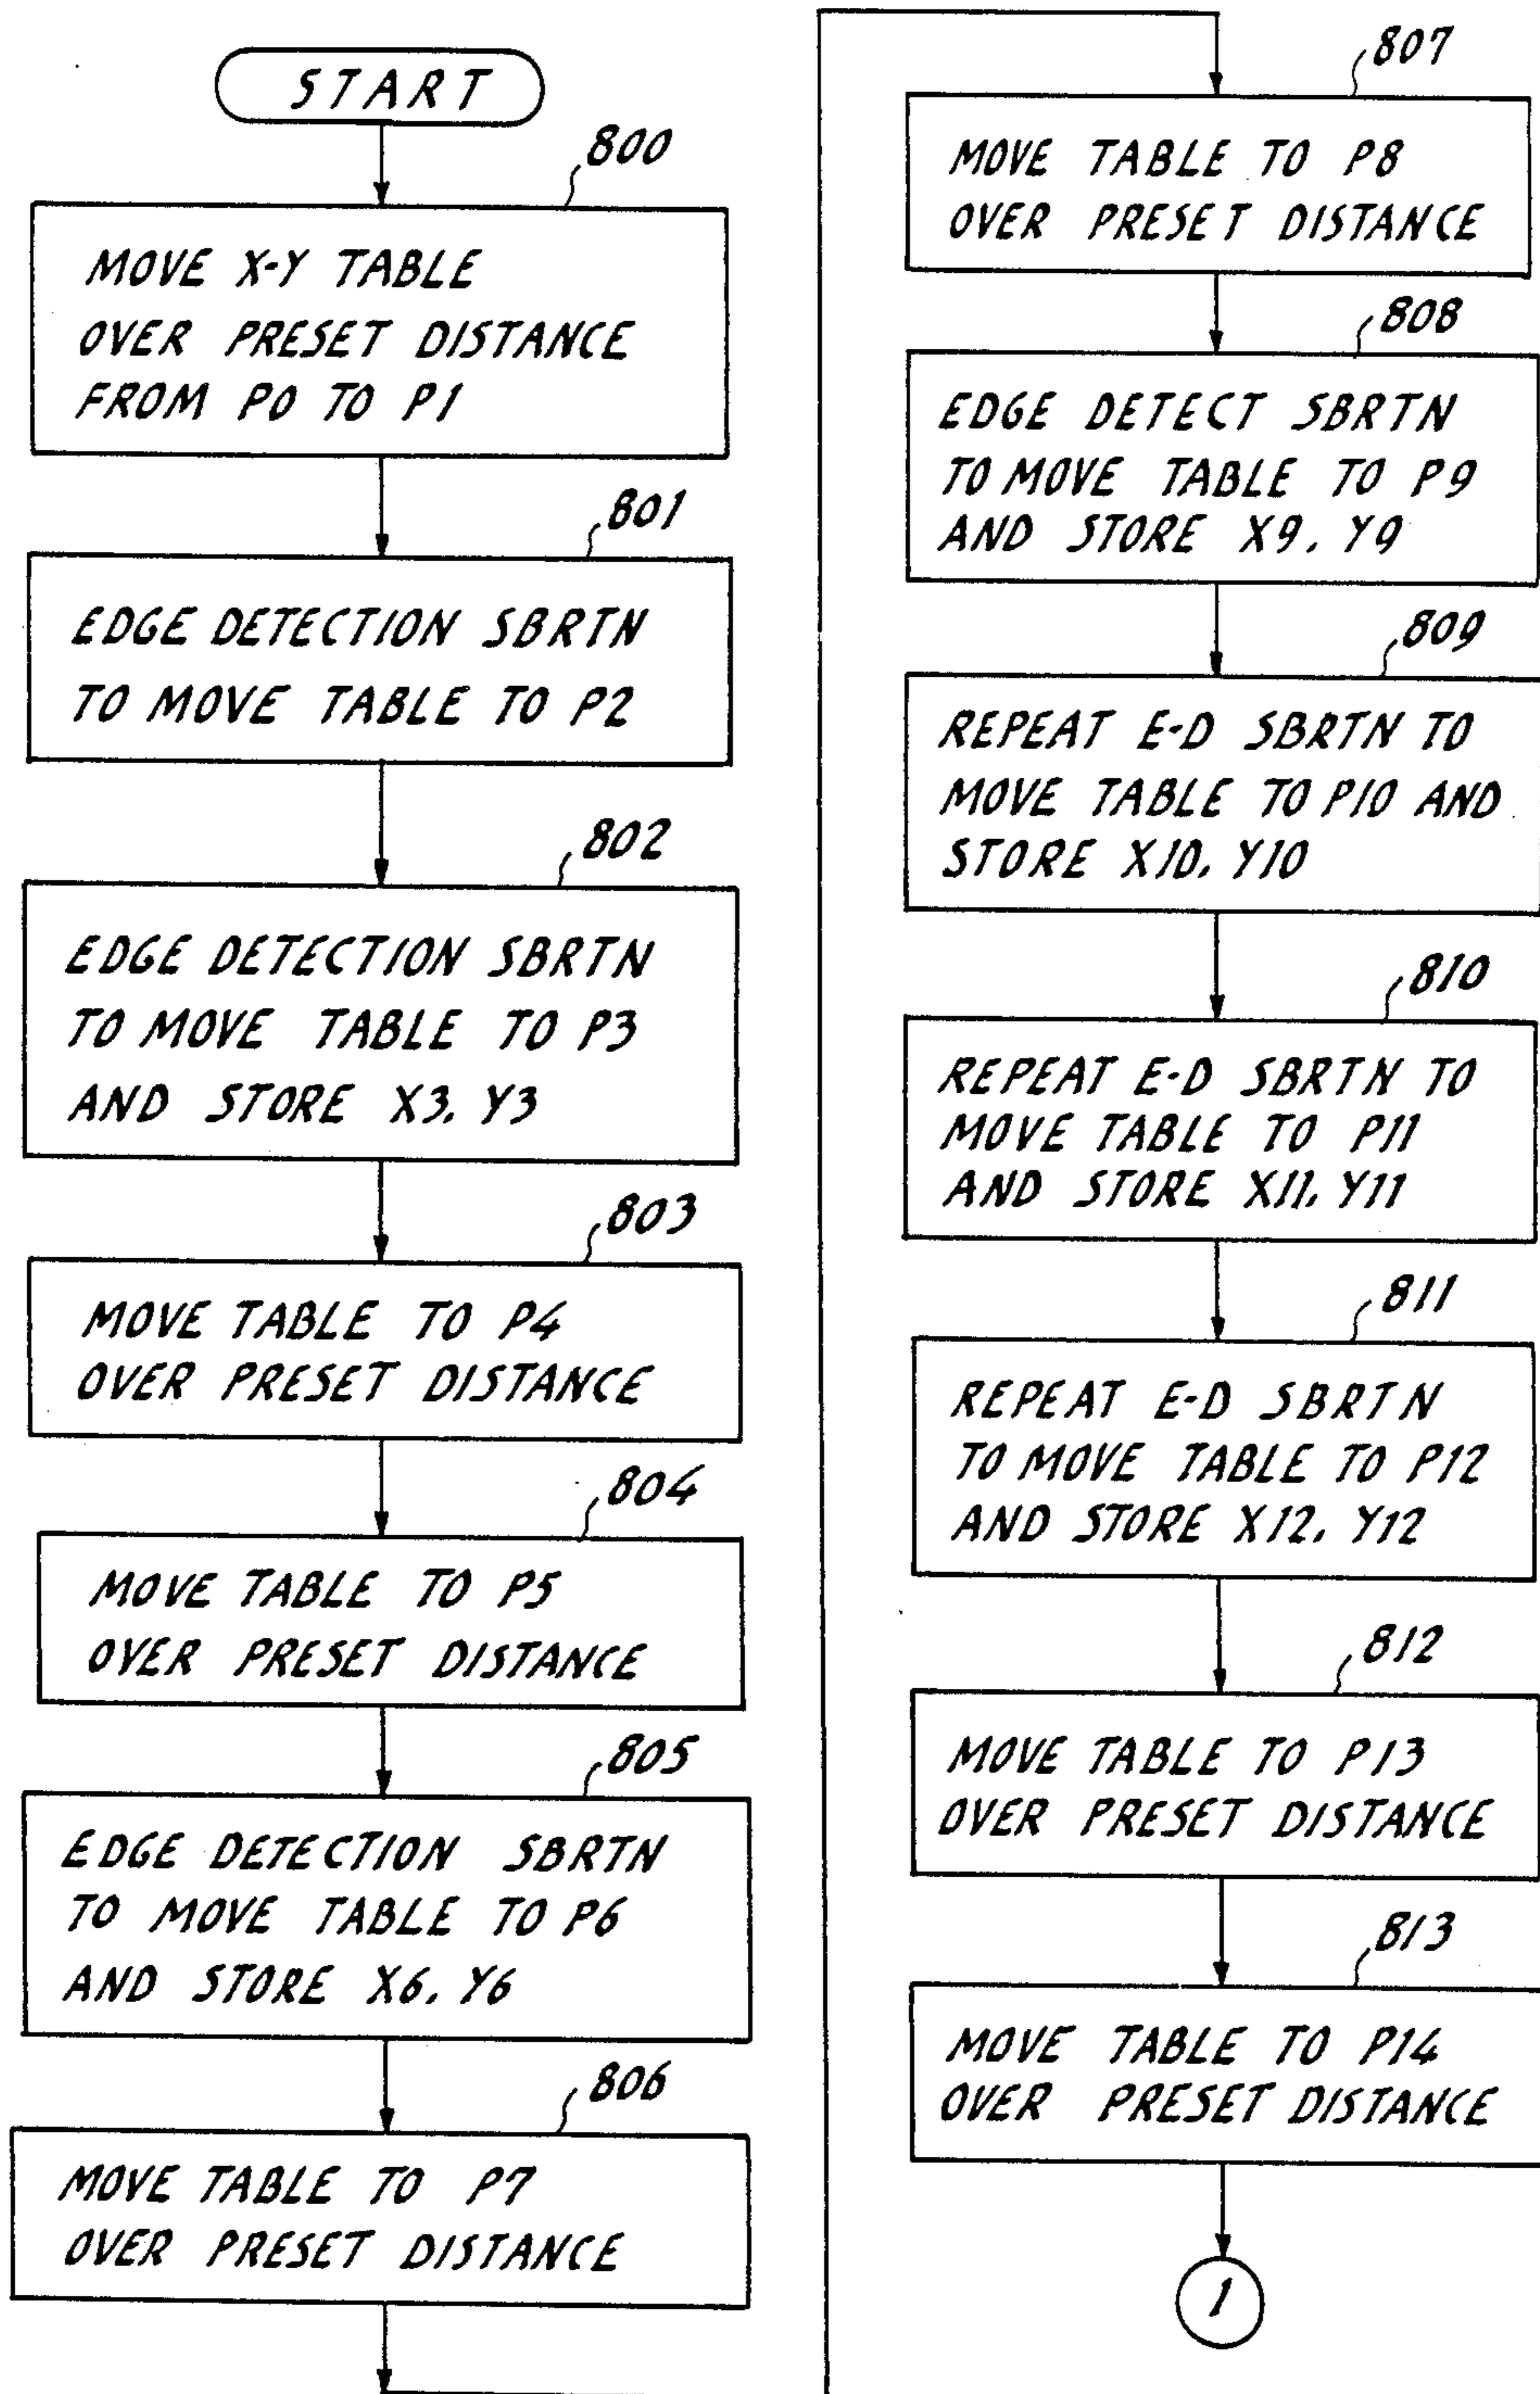 START
800
MOVE X-Y TABLE
OVER PRESET DISTANCE
FROM P0 TO P1
801
EDGE DETECTION SBRTN
TO MOVE TABLE TO P2
802
EDGE DETECTION SBRTN
TO MOVE TABLE TO P3
AND STORE X3, Y3
803
MOVE TABLE TO P4
OVER PRESET DISTANCE
804
MOVE TABLE TO P5
OVER PRESET DISTANCE
805
EDGE DETECTION SBRTN
TO MOVE TABLE TO P6
AND STORE X6, Y6
806
MOVE TABLE TO P7
OVER PRESET DISTANCE
807
MOVE TABLE TO P8
OVER PRESET DISTANCE
808
EDGE DETECT SBRTN
TO MOVE TABLE TO P9
AND STORE X9, Y9
809
REPEAT E-D SBRTN TO
MOVE TABLE TO P10 AND
STORE X10, Y10
810
REPEAT E-D SBRTN TO
MOVE TABLE TO P11
AND STORE X11, Y11
811
REPEAT E-D SBRTN
TO MOVE TABLE TO P12
AND STORE X12, Y12
812
MOVE TABLE TO P13
OVER PRESET DISTANCE
813
MOVE TABLE TO P14
OVER PRESET DISTANCE
1